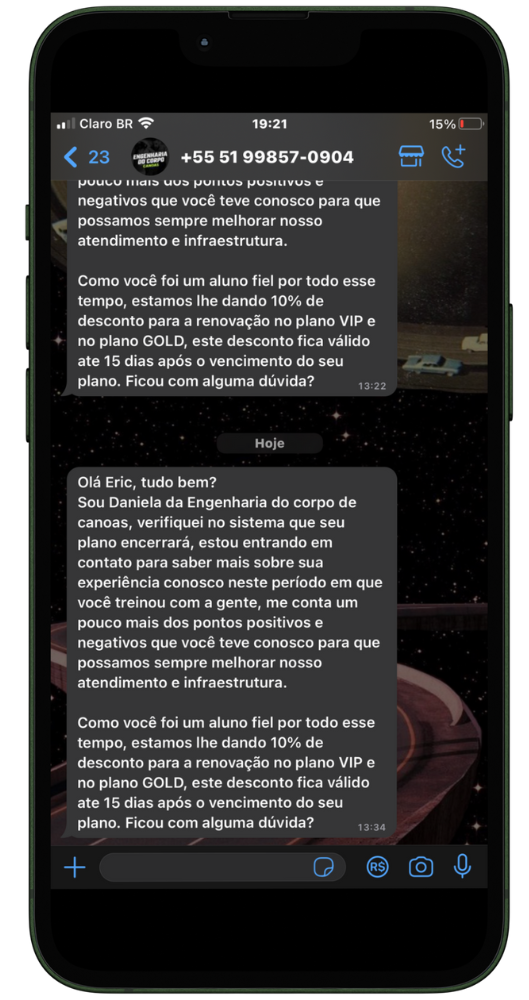 Claro BR
19:21
15%
23
ENGENHARIA
DO CORPO
CANOAS
+55 51 99857-0904
pouco mais dos pontos positivos e
negativos que você teve conosco para que
possamos sempre melhorar nosso
atendimento e infraestrutura.
Como você foi um aluno fiel por todo esse
tempo, estamos lhe dando 10% de
desconto para a renovação no plano VIP e
no plano GOLD, este desconto fica válido
ate 15 dias após o vencimento do seu
plano. Ficou com alguma dúvida?
13:22
Hoje
Olá Eric, tudo bem?
Sou Daniela da Engenharia do corpo de
canoas, verifiquei no sistema que seu
plano encerrará, estou entrando em
contato para saber mais sobre sua
experiência conosco neste período em que
você treinou com a gente, me conta um
pouco mais dos pontos positivos e
negativos que você teve conosco para que
possamos sempre melhorar nosso
atendimento e infraestrutura.
Como você foi um aluno fiel por todo esse
tempo, estamos lhe dando 10% de
desconto para a renovação no plano VIP e
no plano GOLD, este desconto fica válido
ate 15 dias após o vencimento do seu
plano. Ficou com alguma dúvida?
13:34
R$